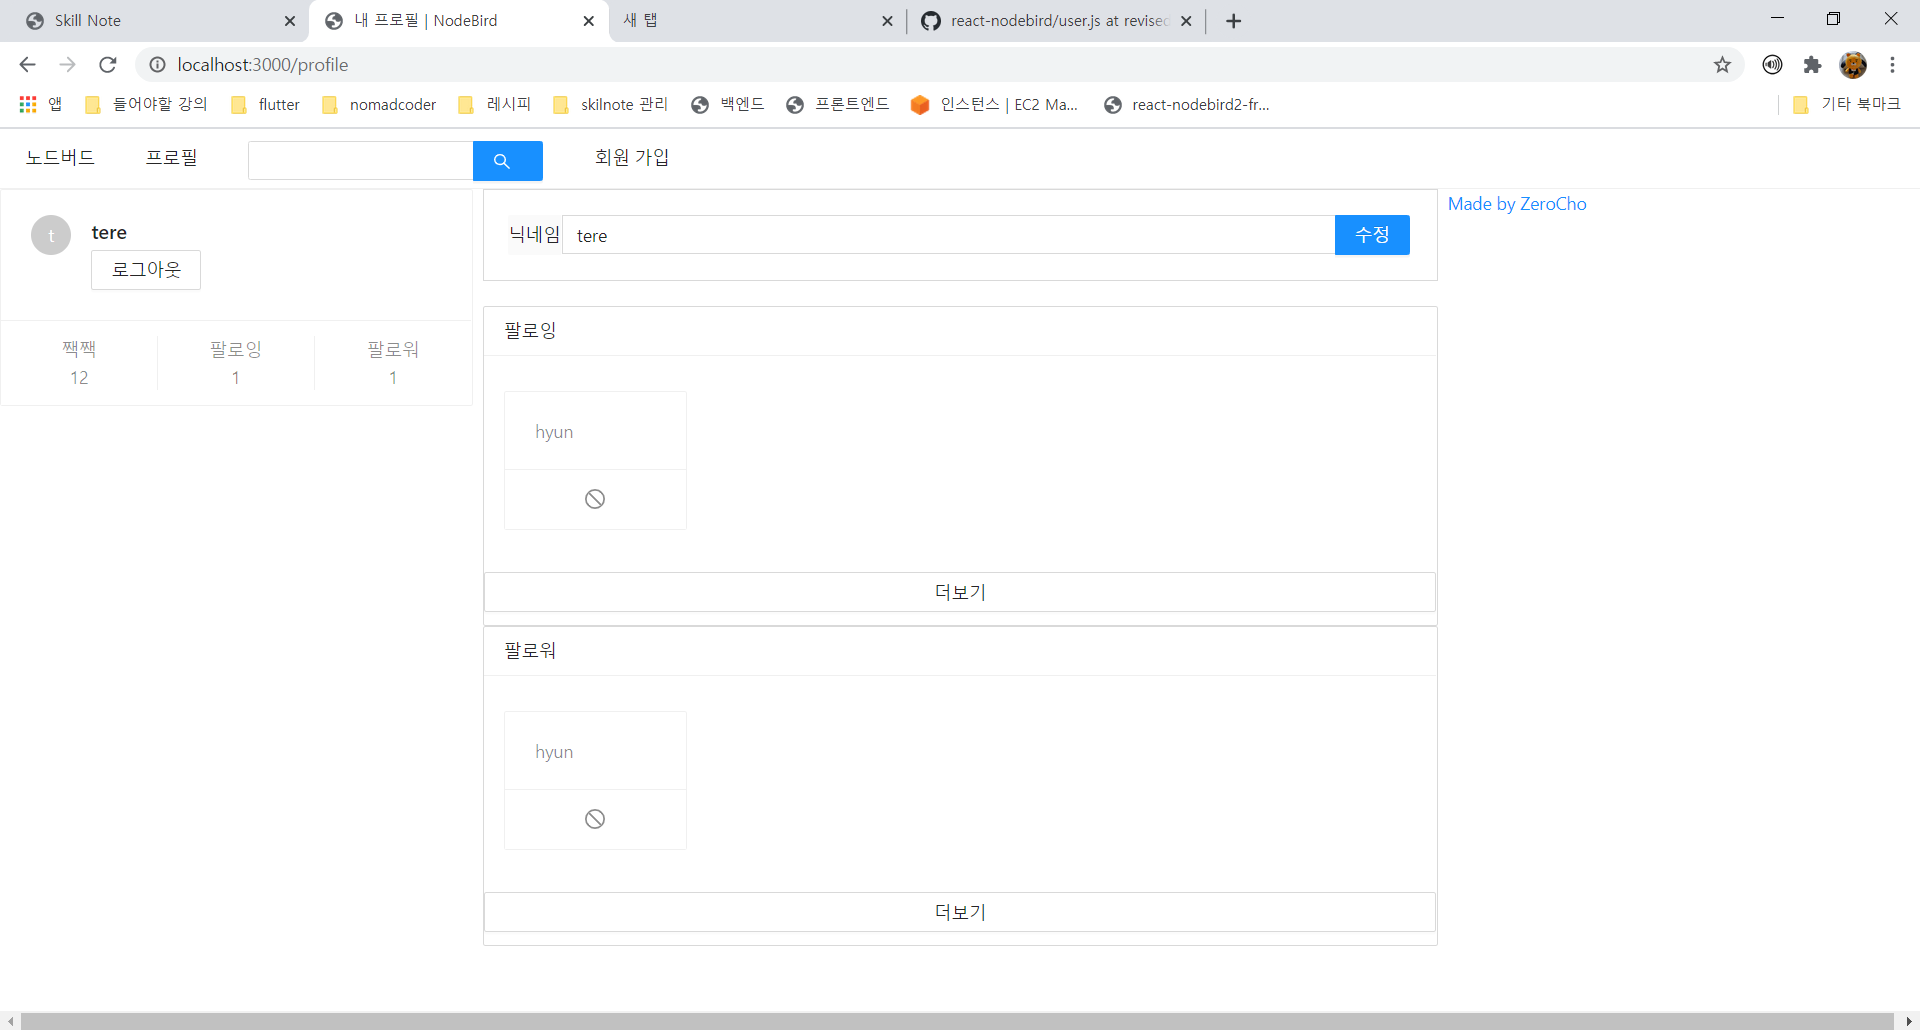 Skill Note
내 프로필 | NodeBird
새 탭
react-nodebird/user.js at revised
localhost:3000/profile
앱
들어야할 강의
flutter
nomadcoder
레시피
skilnote 관리
백엔드
프론트엔드
인스턴스 | EC2 Ma...
react-nodebird2-fr...
기타 북마크
노드버드
프로필
회원 가입
t
tere
로그아웃
짹짹
12
팔로잉
1
팔로워
1
닉네임
tere
수정
팔로잉
hyun
더보기
팔로워
hyun
더보기
Made by ZeroCho